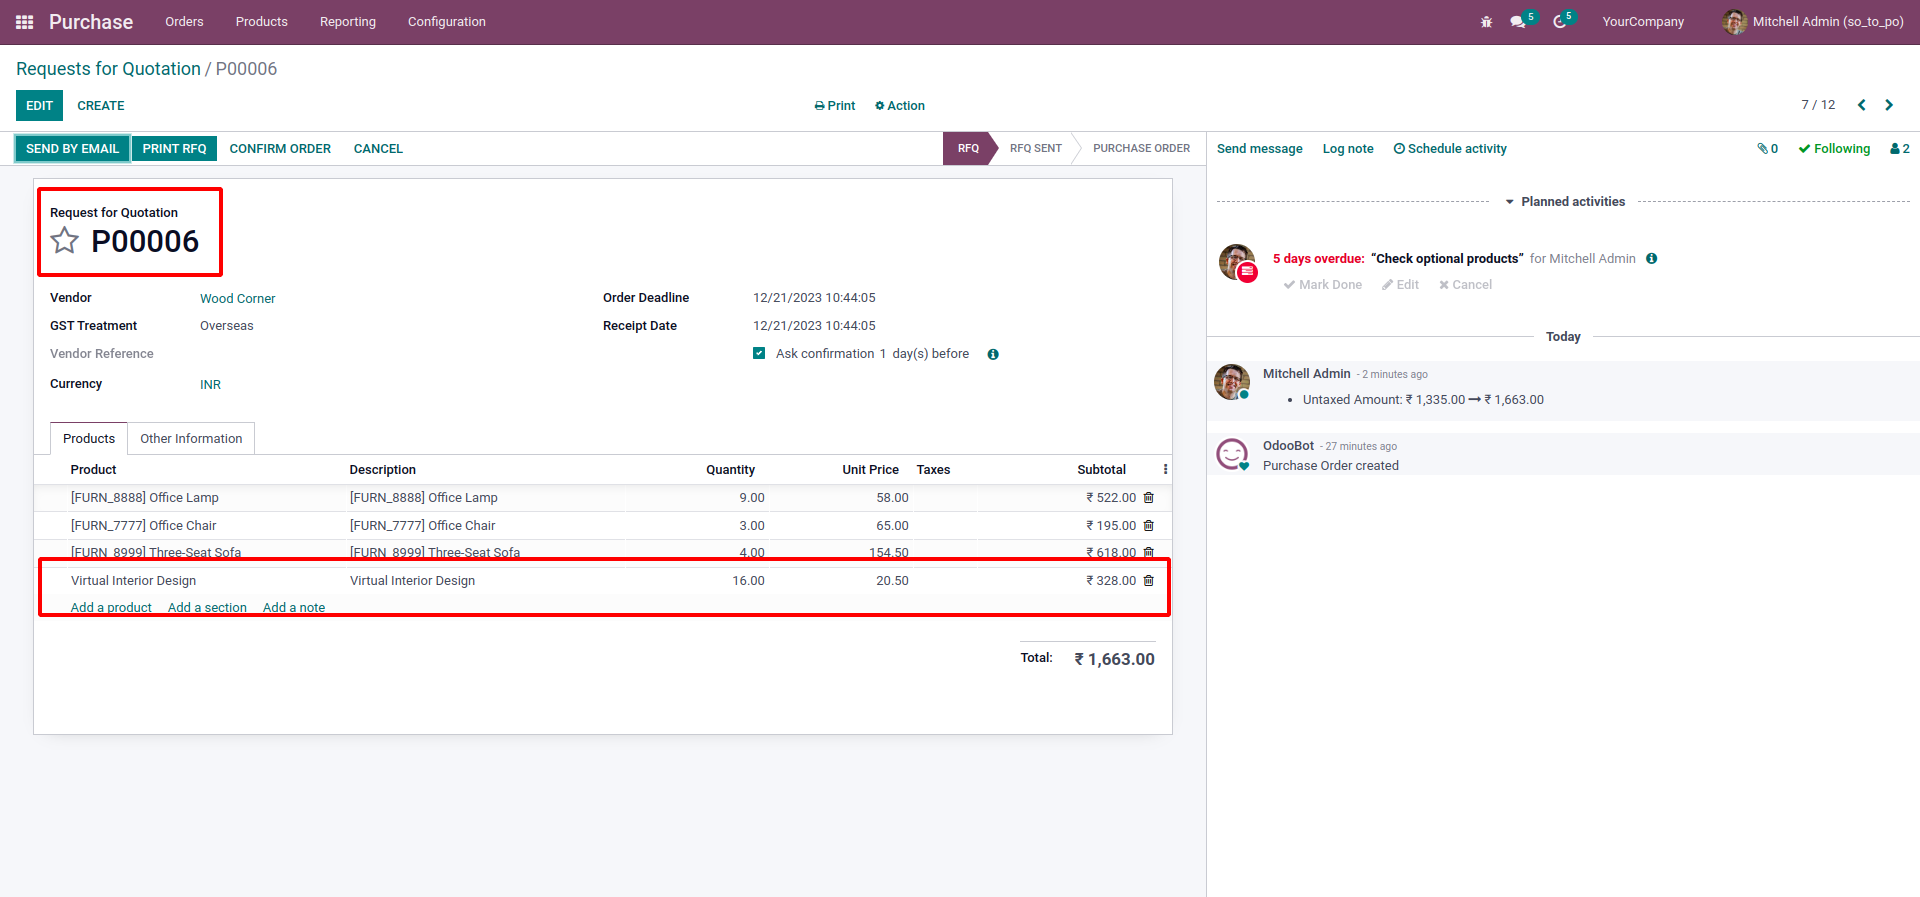 Purchase Orders Products Reporting Configuration 5 5 YourCompany Mitchell Admin (so_to_po)
Requests for Quotation / P00006
EDIT CREATE Print Action 7 / 12
SEND BY EMAIL PRINT RFQ CONFIRM ORDER CANCEL RFQ RFQ SENT PURCHASE ORDER
Request for Quotation
P00006
Vendor Wood Corner Order Deadline 12/21/2023 10:44:05
GST Treatment Overseas Receipt Date 12/21/2023 10:44:05
Vendor Reference Ask confirmation 1 day(s) before
Currency INR
Products Other Information
Product Description Quantity Unit Price Taxes Subtotal
[FURN_8888] Office Lamp [FURN_8888] Office Lamp 9.00 58.00 ₹ 522.00
[FURN_7777] Office Chair [FURN_7777] Office Chair 3.00 65.00 ₹ 195.00
[FURN_8999] Three-Seat Sofa [FURN_8999] Three-Seat Sofa 4.00 154.50 ₹ 618.00
Virtual Interior Design Virtual Interior Design 16.00 20.50 ₹ 328.00
Add a product Add a section Add a note
Total: ₹ 1,663.00
Send message Log note Schedule activity 0 Following 2
Planned activities
5 days overdue: “Check optional products” for Mitchell Admin
Mark Done Edit Cancel
Today
Mitchell Admin - 2 minutes ago
• Untaxed Amount: ₹ 1,335.00 ₹ 1,663.00
OdooBot - 27 minutes ago
Purchase Order created